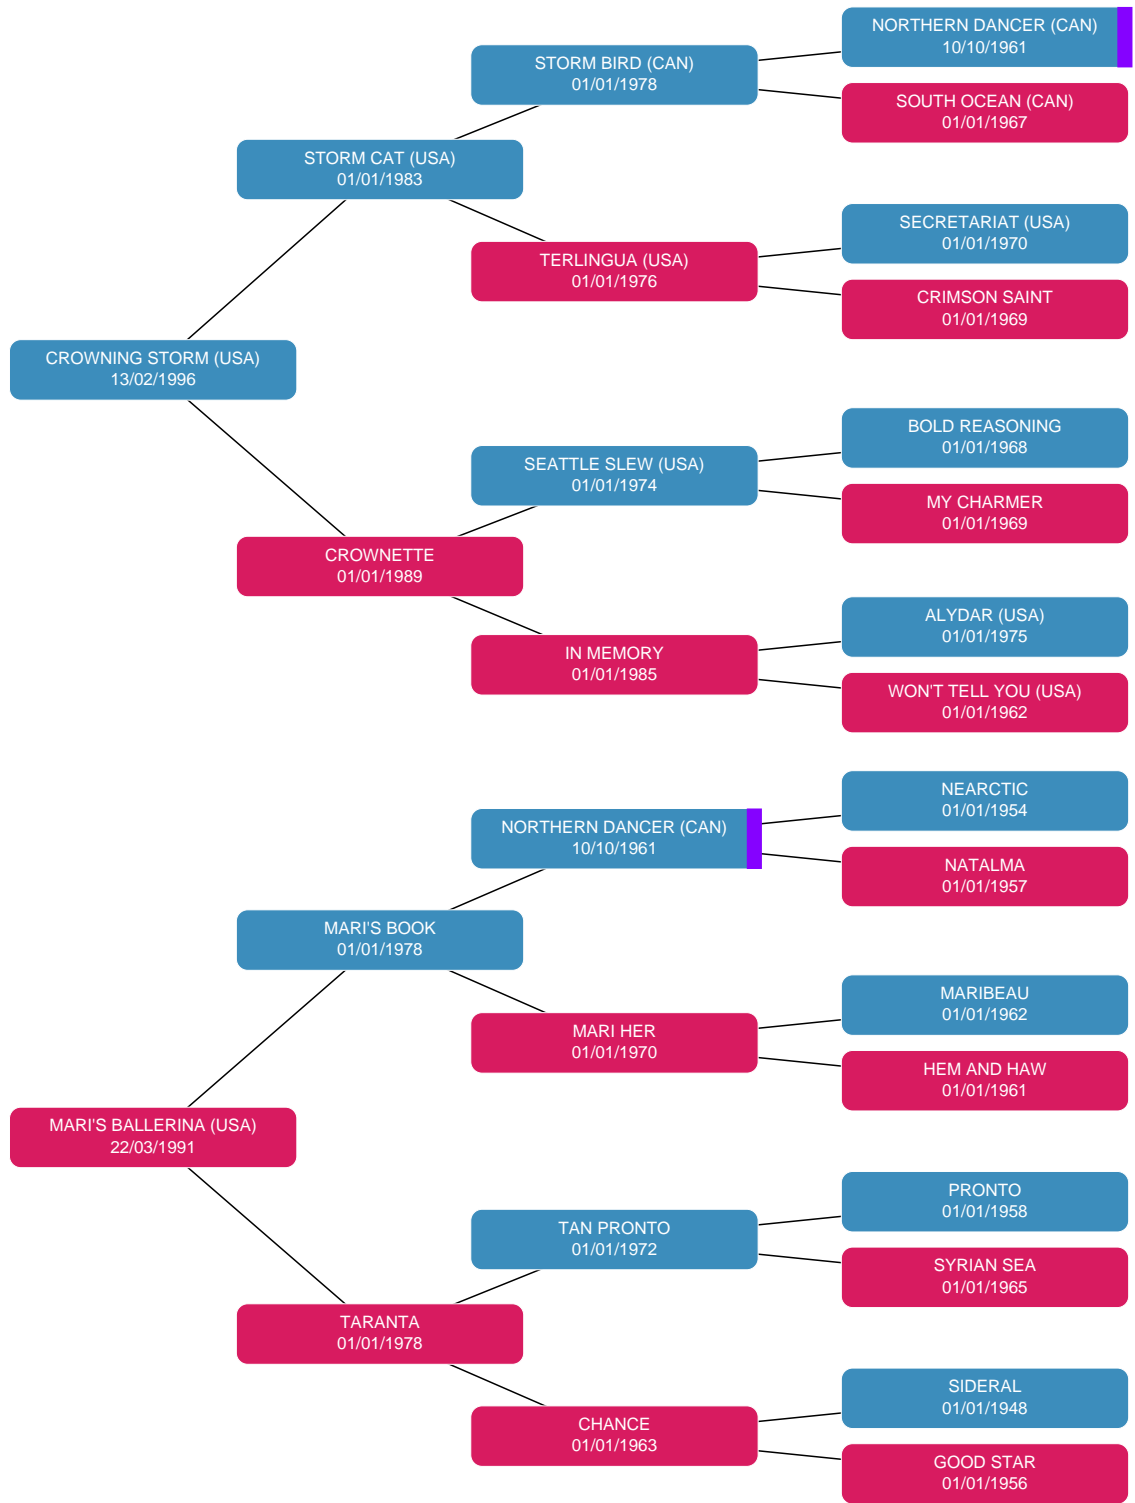 NORTHERN DANCER (CAN)
10/10/1961
STORM BIRD (CAN)
01/01/1978
SOUTH OCEAN (CAN)
01/01/1967
STORM CAT (USA)
01/01/1983
SECRETARIAT (USA)
01/01/1970
TERLINGUA (USA)
01/01/1976
CRIMSON SAINT
01/01/1969
CROWNING STORM (USA)
13/02/1996
BOLD REASONING
01/01/1968
SEATTLE SLEW (USA)
01/01/1974
MY CHARMER
01/01/1969
CROWNETTE
01/01/1989
ALYDAR (USA)
01/01/1975
IN MEMORY
01/01/1985
WON'T TELL YOU (USA)
01/01/1962
NEARCTIC
01/01/1954
NORTHERN DANCER (CAN)
10/10/1961
NATALMA
01/01/1957
MARI'S BOOK
01/01/1978
MARIBEAU
01/01/1962
MARI HER
01/01/1970
HEM AND HAW
01/01/1961
MARI'S BALLERINA (USA)
22/03/1991
PRONTO
01/01/1958
TAN PRONTO
01/01/1972
SYRIAN SEA
01/01/1965
TARANTA
01/01/1978
SIDERAL
01/01/1948
CHANCE
01/01/1963
GOOD STAR
01/01/1956